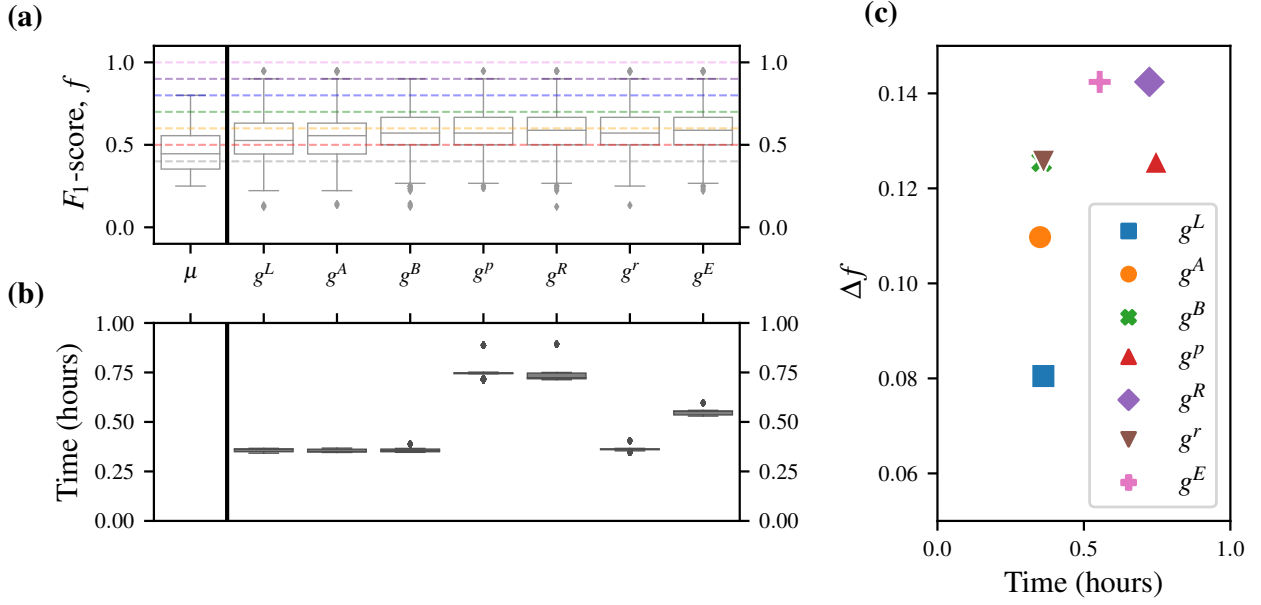 (a)
F₁-score, f
1.0
0.5
0.0
1.0
0.5
0.0
μ
g^L
g^A
g^B
g^p
g^R
g^r
g^E
(b)
Time (hours)
1.00
0.75
0.50
0.25
0.00
1.00
0.75
0.50
0.25
0.00
(c)
Δf
0.14
0.12
0.10
0.08
0.06
g^L
g^A
g^B
g^p
g^R
g^r
g^E
0.0 0.5 1.0
Time (hours)